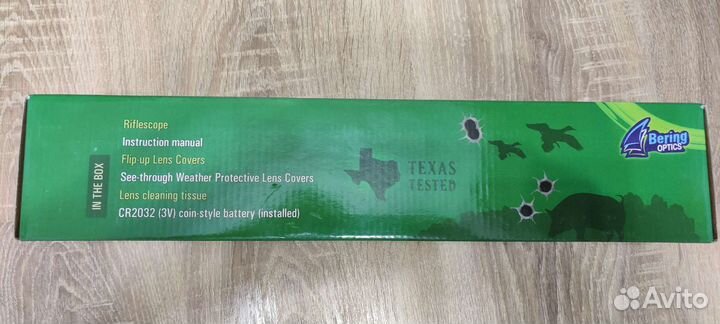 IN THE BOX
Riflescope
Instruction manual
Flip-up Lens Covers
See-through Weather Protective Lens Covers
Lens cleaning tissue
CR2032 (3V) coin-style battery (installed)
TEXAS
TESTED
Bering
OPTICS
Avito